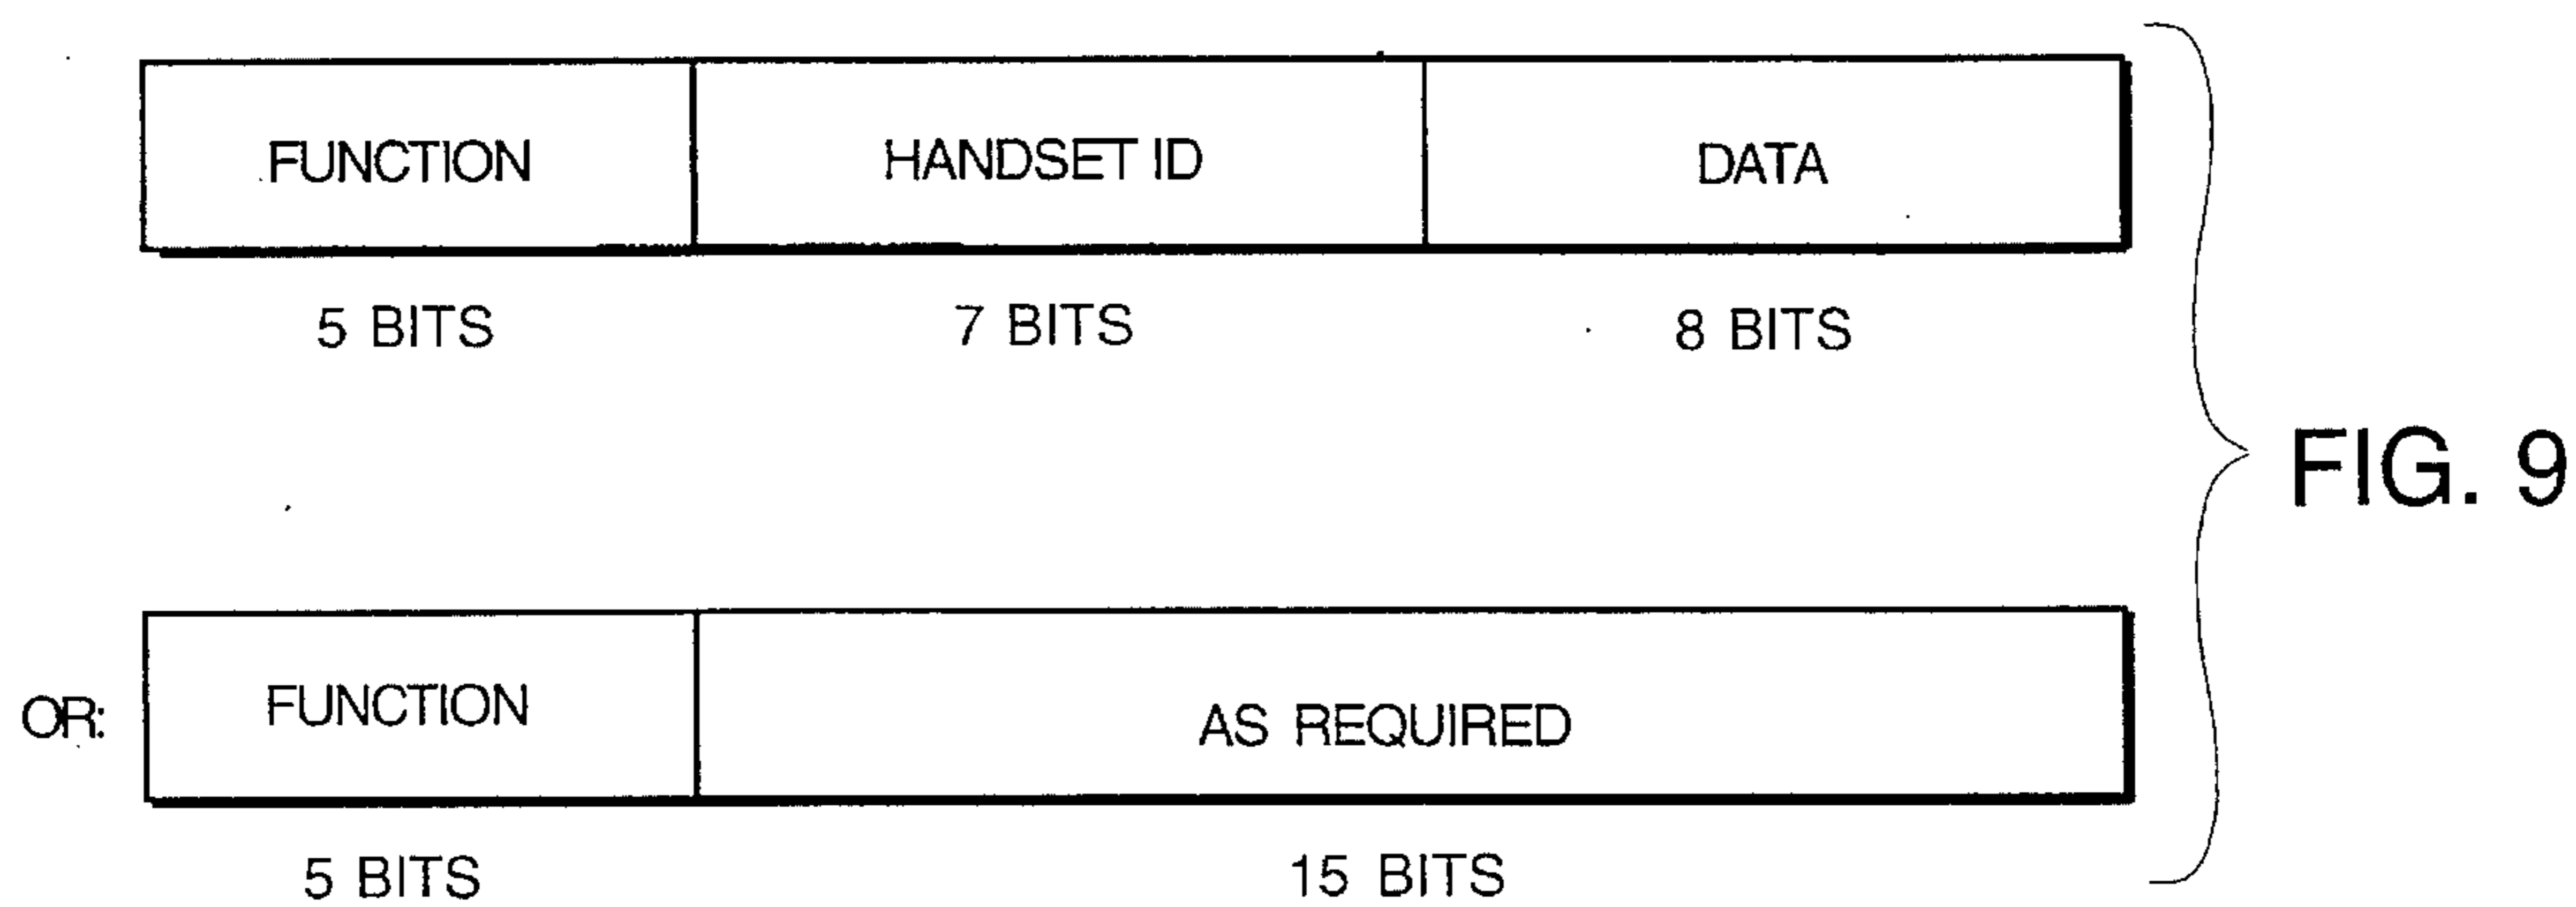 FUNCTION HANDSET ID DATA
5 BITS 7 BITS 8 BITS
FIG. 9
OR: FUNCTION AS REQUIRED
5 BITS 15 BITS